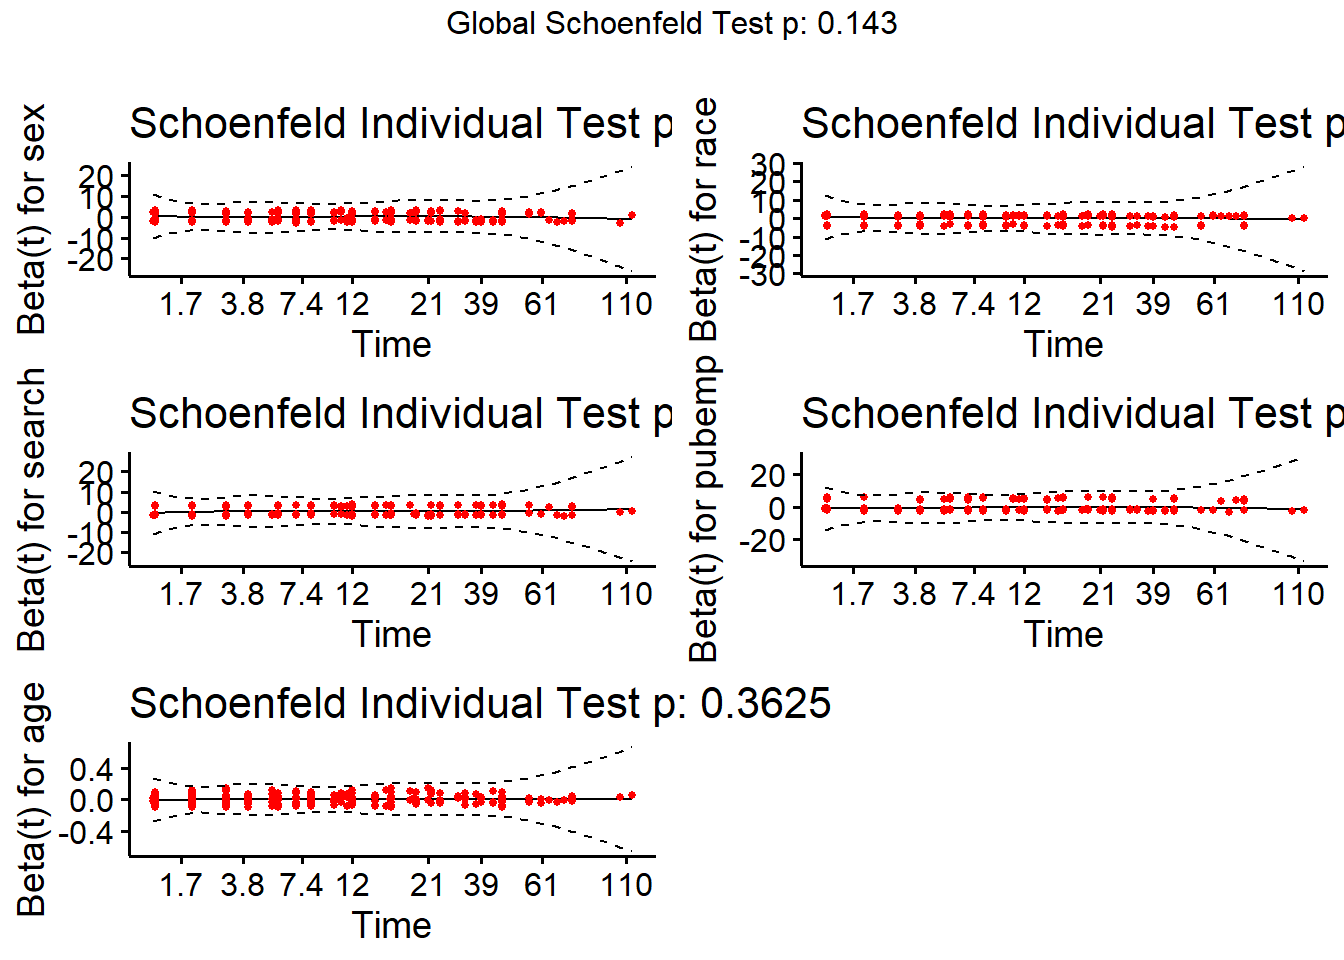 Global Schoenfeld Test p: 0.143
Schoenfeld Individual Test p
Beta(t) for sex
20
10
0
-10
-20
1.7 3.8 7.4 12 21 39 61 110
Time
Schoenfeld Individual Test p
Beta(t) for race
30
20
10
0
-10
-20
-30
1.7 3.8 7.4 12 21 39 61 110
Time
Schoenfeld Individual Test p
Beta(t) for search
20
10
0
-10
-20
1.7 3.8 7.4 12 21 39 61 110
Time
Schoenfeld Individual Test p
Beta(t) for pubemp
20
0
-20
1.7 3.8 7.4 12 21 39 61 110
Time
Schoenfeld Individual Test p: 0.3625
Beta(t) for age
0.4
0.0
-0.4
1.7 3.8 7.4 12 21 39 61 110
Time